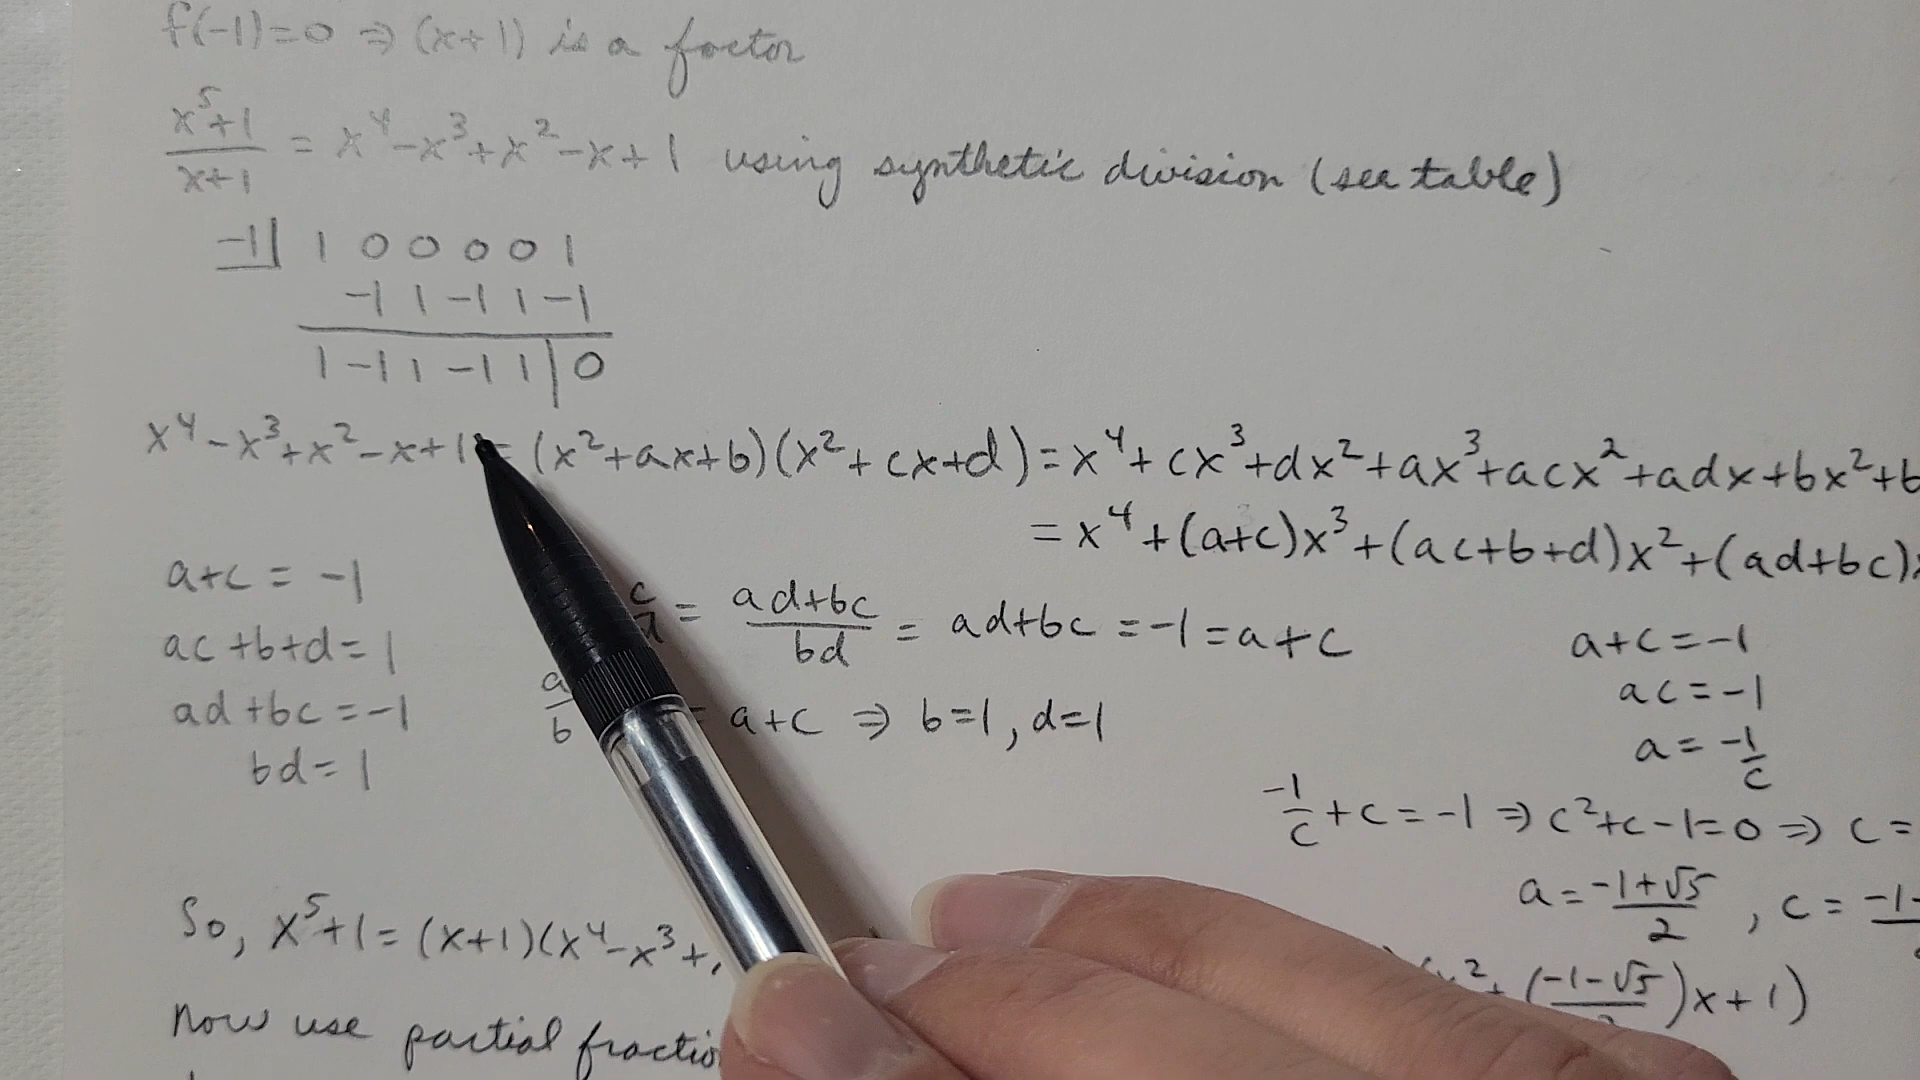 f(-1)=0 ⇒ (x+1) is a factor
x⁵+1/x+1 = x⁴-x³+x²-x+1 using synthetic division (see table)
-1| 1 0 0 0 0 1
-1 1 -1 1 -1
1 -1 1 -1 1 | 0
x⁴-x³+x²-x+1 = (x²+ax+b)(x²+cx+d) = x⁴+cx³+dx²+ax³+acx²+adx+bx²+b
= x⁴+(a+c)x³+(ac+b+d)x²+(ad+bc)x
a+c = -1
ac+b+d = 1
ad+bc = -1
bd = 1
= ad+bc/bd = ad+bc = -1 = a+c
a/b = a+c ⇒ b=1, d=1
a+c = -1
ac = -1
a = -1/c
-1/c + c = -1 ⇒ c²+c-1=0 ⇒ c =
a = -1+√5/2 , c = -1-
So, x⁵+1 = (x+1)(x⁴-x³+
(-1-√5/2)x+1)
Now use partial fractio